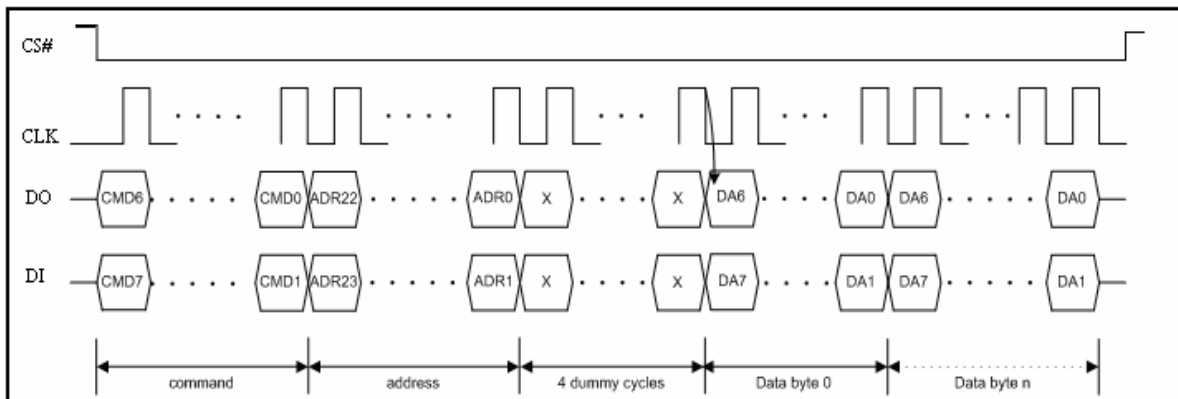 CS#
CLK
DO CMD6 CMD0 ADR22 ADR0 X X DA6 DA0 DA6 DA0
DI CMD7 CMD1 ADR23 ADR1 X X DA7 DA1 DA7 DA1
command address 4 dummy cycles Data byte 0 Data byte n